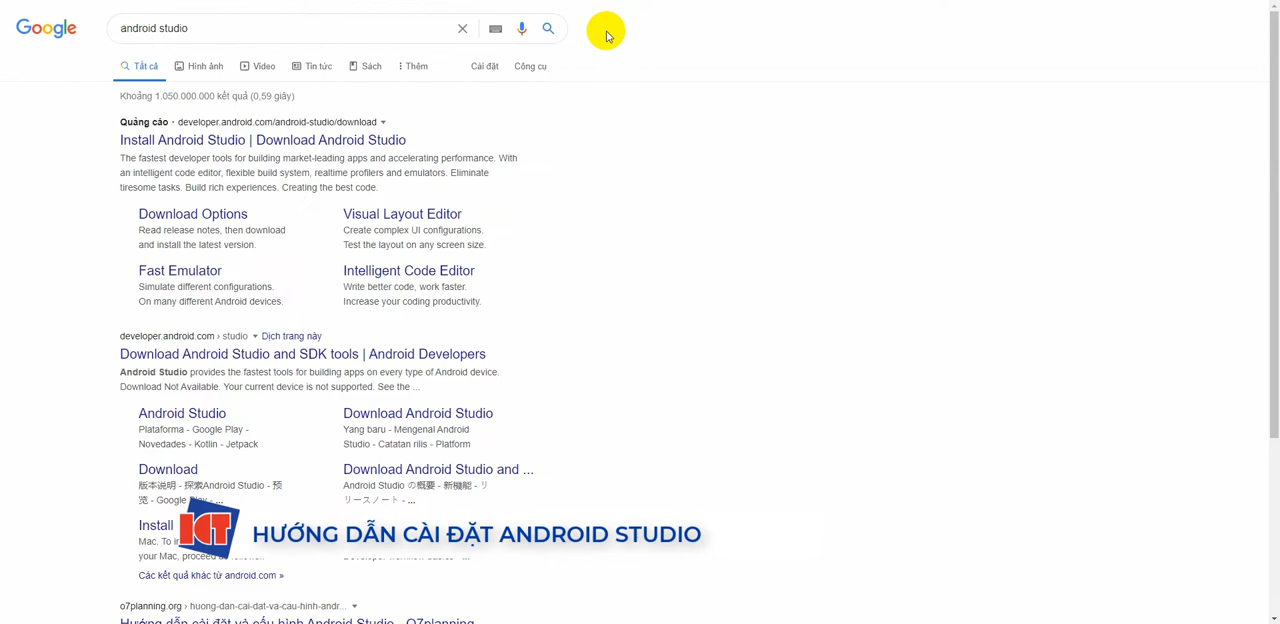 Google
android studio
Tất cả Hình ảnh Video Tin tức Sách Thêm Cài đặt Công cụ
Khoảng 1.050.000.000 kết quả (0,59 giây)
Quảng cáo · developer.android.com/android-studio/download
Install Android Studio | Download Android Studio
The fastest developer tools for building market-leading apps and accelerating performance. With
an intelligent code editor, flexible build system, realtime profilers and emulators. Eliminate
tiresome tasks. Build rich experiences. Creating the best code.
Download Options
Read release notes, then download
and install the latest version.
Visual Layout Editor
Create complex UI configurations.
Test the layout on any screen size.
Fast Emulator
Simulate different configurations.
On many different Android devices.
Intelligent Code Editor
Write better code, work faster.
Increase your coding productivity.
developer.android.com › studio Dịch trang này
Download Android Studio and SDK tools | Android Developers
Android Studio provides the fastest tools for building apps on every type of Android device.
Download Not Available. Your current device is not supported. See the ...
Android Studio
Plataforma - Google Play -
Novedades - Kotlin - Jetpack
Download Android Studio
Yang baru - Mengenal Android
Studio - Catatan rilis - Platform
Download
版本说明 - 探索Android Studio - 预
览 - Google Play - ...
Download Android Studio and ...
Android Studio の概要 - 新機能 - リ
リースノート - ...
Install
Mac. To in
your Mac, proceed
ICT
HƯỚNG DẪN CÀI ĐẶT ANDROID STUDIO
Các kết quả khác từ android.com »
o7planning.org › huong-dan-cai-dat-va-cau-hinh-andr...
Hướng dẫn cài đặt và cấu hình Android Studio - O7planning